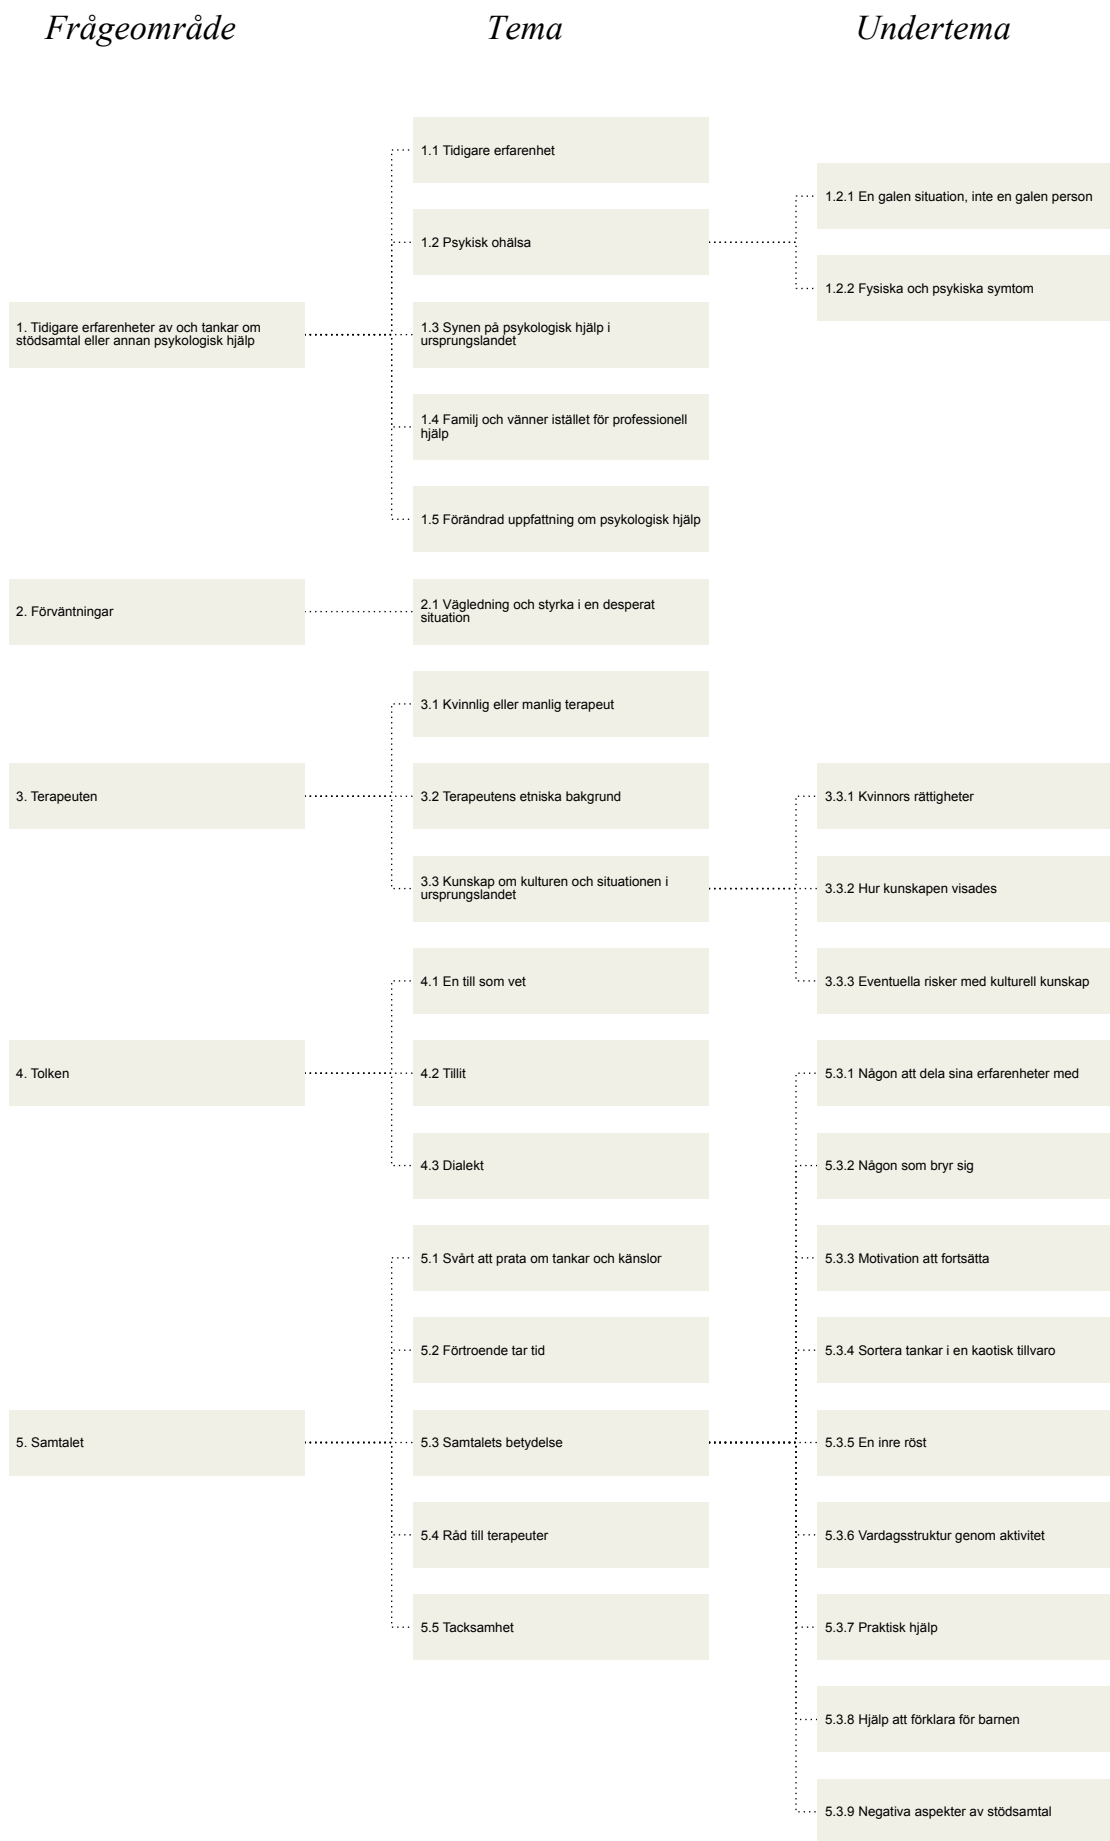 Frågeområde
Tema
Undertema
1. Tidigare erfarenheter av och tankar om
stödsamtal eller annan psykologisk hjälp
1.1 Tidigare erfarenhet
1.2 Psykisk ohälsa
1.2.1 En galen situation, inte en galen person
1.2.2 Fysiska och psykiska symtom
1.3 Synen på psykologisk hjälp i
ursprungslandet
1.4 Familj och vänner istället för professionell
hjälp
1.5 Förändrad uppfattning om psykologisk hjälp
2. Förväntningar
2.1 Vägledning och styrka i en desperat
situation
3. Terapeuten
3.1 Kvinnlig eller manlig terapeut
3.2 Terapeutens etniska bakgrund
3.3 Kunskap om kulturen och situationen i
ursprungslandet
3.3.1 Kvinnors rättigheter
3.3.2 Hur kunskapen visades
3.3.3 Eventuella risker med kulturell kunskap
4. Tolken
4.1 En till som vet
4.2 Tillit
4.3 Dialekt
5. Samtalet
5.1 Svårt att prata om tankar och känslor
5.2 Förtroende tar tid
5.3 Samtalets betydelse
5.3.1 Någon att dela sina erfarenheter med
5.3.2 Någon som bryr sig
5.3.3 Motivation att fortsätta
5.3.4 Sortera tankar i en kaotisk tillvaro
5.3.5 En inre röst
5.3.6 Vardagsstruktur genom aktivitet
5.3.7 Praktisk hjälp
5.3.8 Hjälp att förklara för barnen
5.3.9 Negativa aspekter av stödsamtal
5.4 Råd till terapeuter
5.5 Tacksamhet